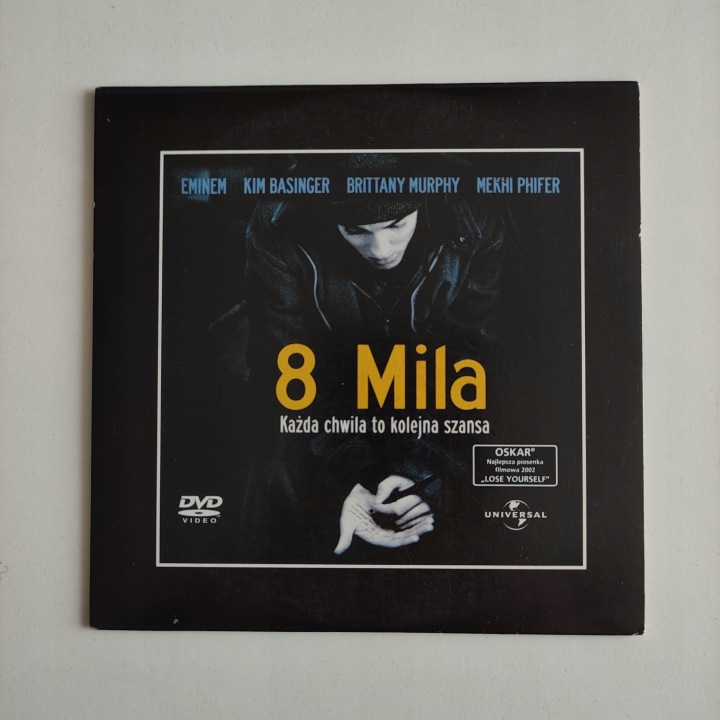 EMINEM KIM BASINGER BRITTANY MURPHY MEKHI PHIFER
8 Mila
Każda chwila to kolejna szansa
OSKAR®
Najlepsza piosenka
filmowa 2002
„LOSE YOURSELF”
DVD
VIDEO
UNIVERSAL